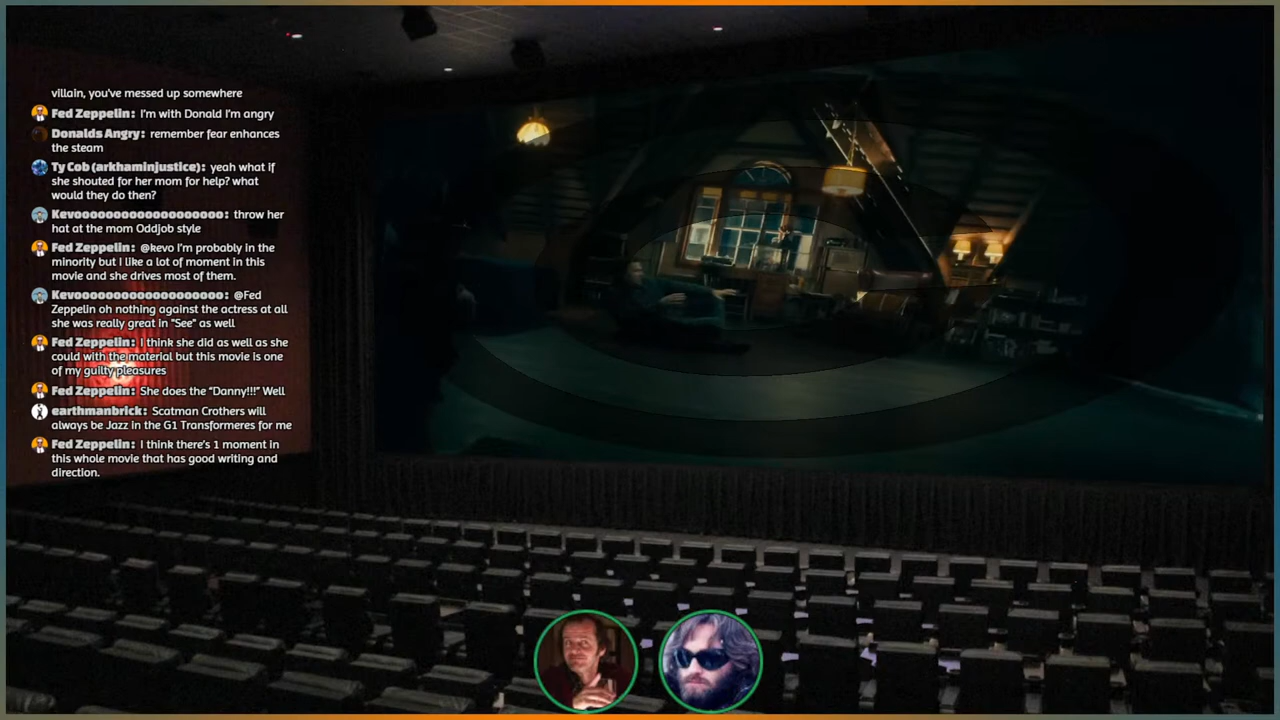 villain, you've messed up somewhere
Fed Zeppelin: I'm with Donald I'm angry
Donalds Angry: remember fear enhances
the steam
Ty Cob (arkhaminjustice): yeah what if
she shouted for her mom for help? what
would they do then?
Kevooooooooooooooooooo: throw her
hat at the mom Oddjob style
Fed Zeppelin: @kevo I'm probably in the
minority but I like a lot of moment in this
movie and she drives most of them.
Kevooooooooooooooooooo: @Fed
Zeppelin oh nothing against the actress at all
she was really great in "See" as well
Fed Zeppelin: I think she did as well as she
could with the material but this movie is one
of my guilty pleasures
Fed Zeppelin: She does the “Danny!!!” Well
earthmanbrick: Scatman Crothers will
always be Jazz in the G1 Transformeres for me
Fed Zeppelin: I think there’s 1 moment in
this whole movie that has good writing and
direction.